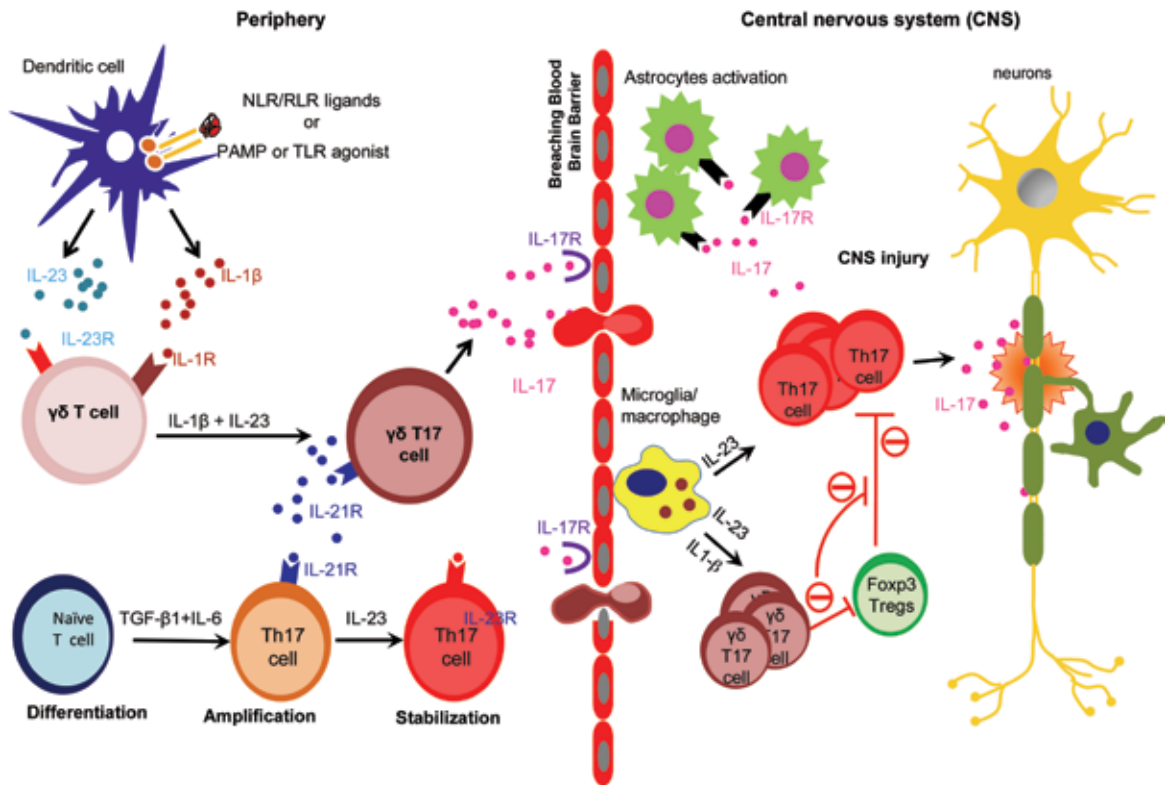 Periphery
Central nervous system (CNS)
Dendritic cell
NLR/RLR ligands
or
PAMP or TLR agonist
IL-23
IL-1β
IL-23R
IL-1R
γδ T cell
IL-1β + IL-23
γδ T17
cell
IL-21R
IL-21R
Naïve
T cell
TGF-β1+IL-6
Th17
cell
IL-23
IL-23R
Th17
cell
Differentiation
Amplification
Stabilization
IL-17R
IL-17
IL-17R
Breaching Blood
Brain Barrier
Astrocytes activation
IL-17R
IL-17
CNS injury
Th17
cell
Th17
cell
Microglia/
macrophage
IL-23
IL-23
IL1-β
γδ
T17
cell
γδ
T17
cell
Foxp3
Tregs
neurons
IL-17